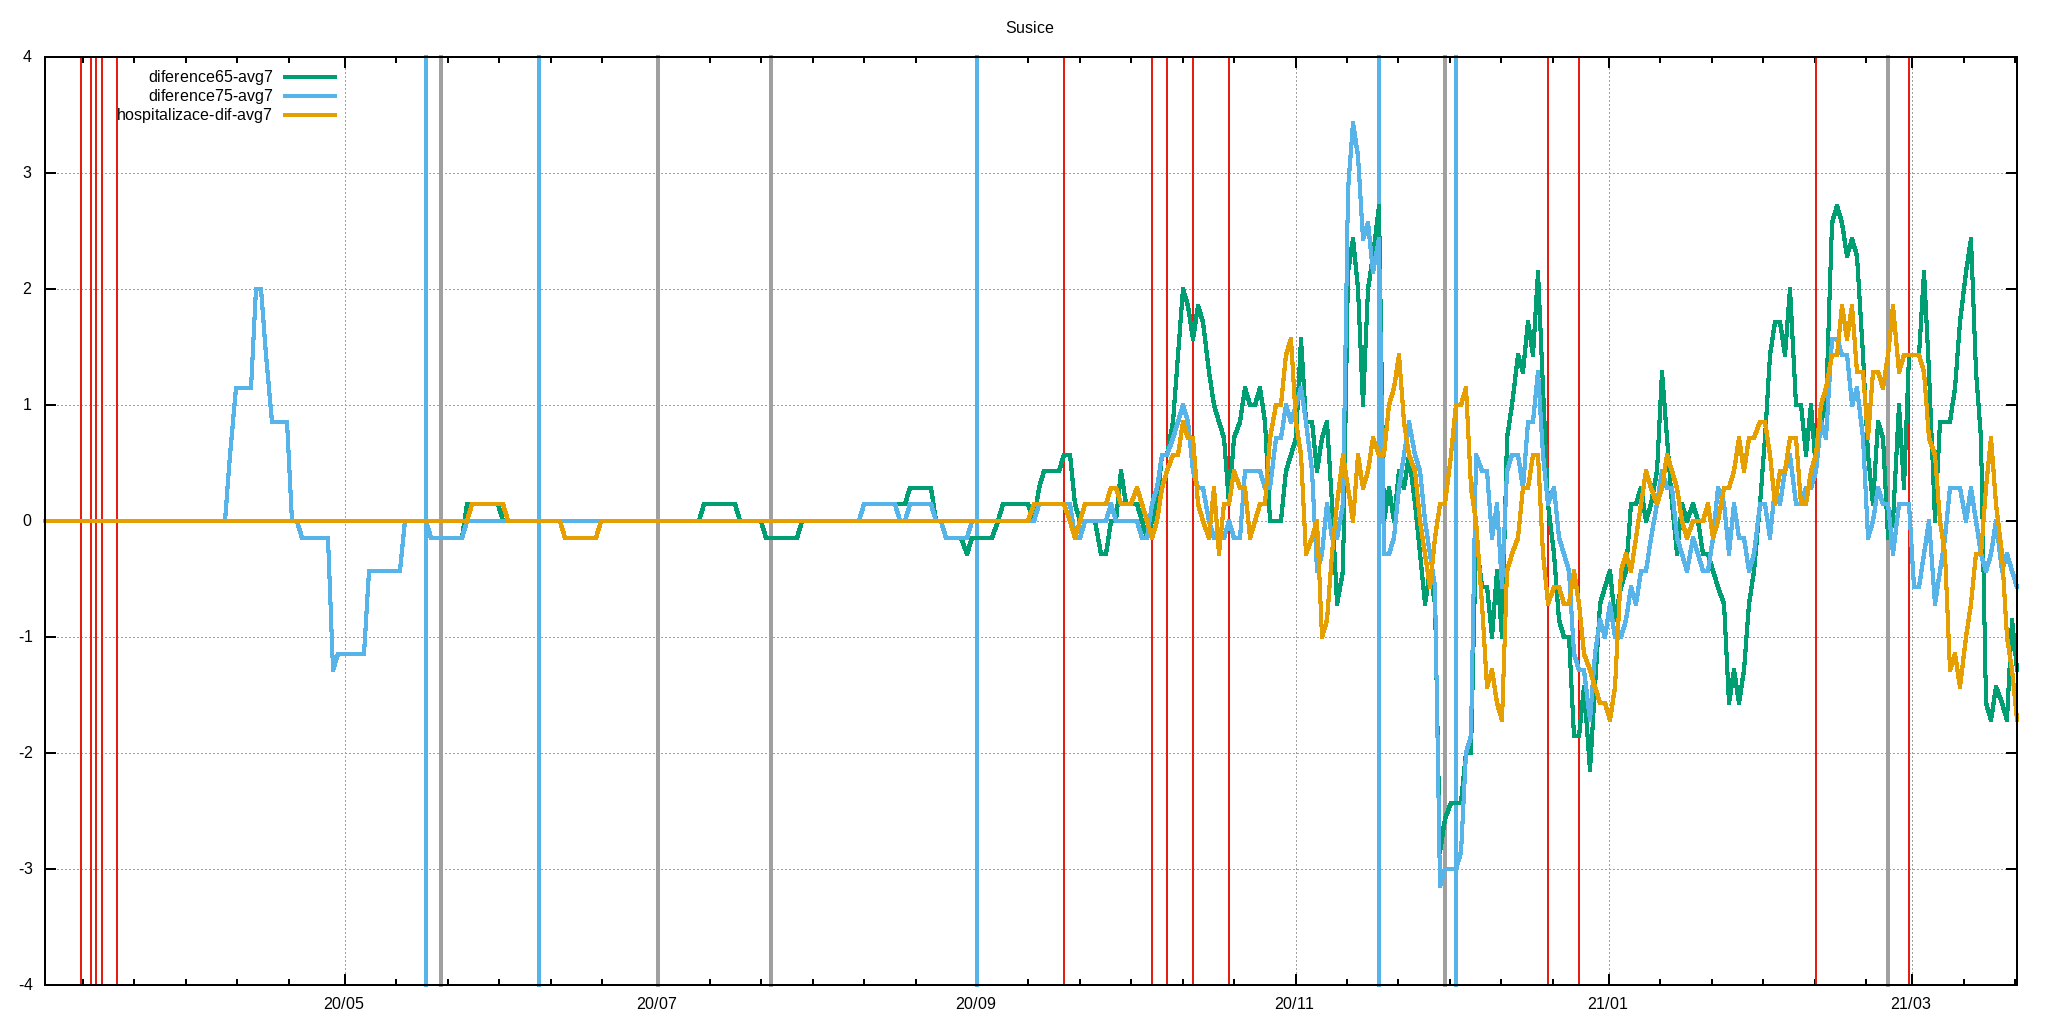 Susice
4
diference65-avg7
diference75-avg7
hospitalizace-dif-avg7
3
2
1
0
-1
-2
-3
-4
20/05 20/07 20/09 20/11 21/01 21/03